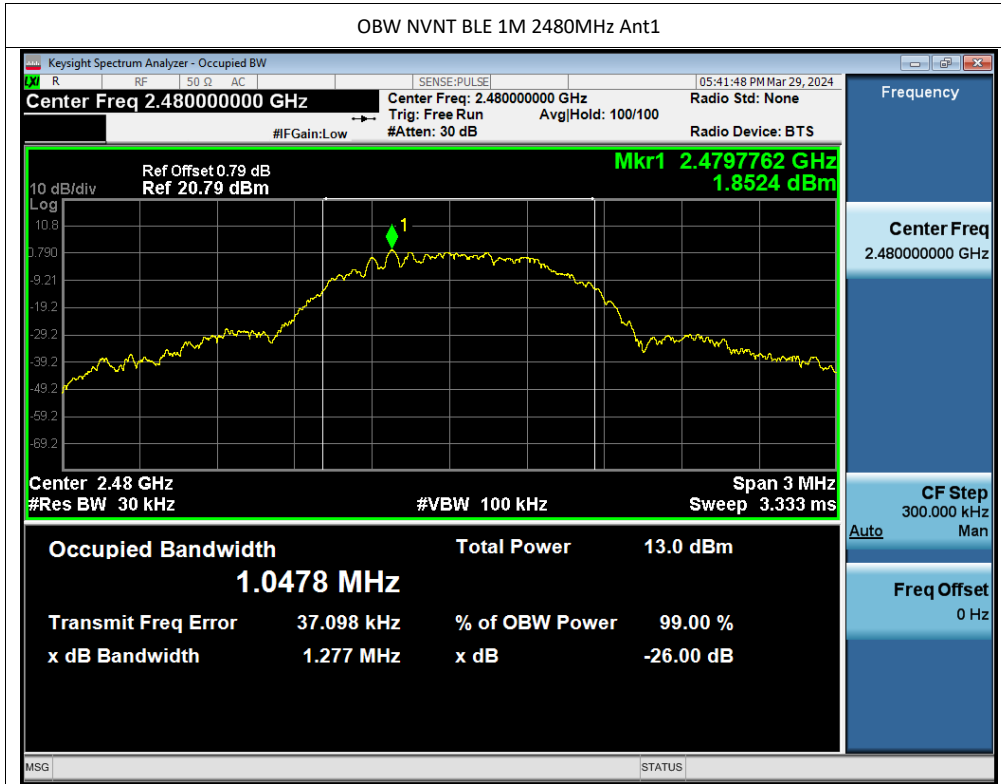 OBW NVNT BLE 1M 2480MHz Ant1
Keysight Spectrum Analyzer - Occupied BW
LXI R RF 50 Ω AC SENSE:PULSE 05:41:48 PM Mar 29, 2024
Center Freq 2.480000000 GHz
Center Freq: 2.480000000 GHz
Radio Std: None
Trig: Free Run Avg|Hold: 100/100
#IFGain:Low
#Atten: 30 dB
Radio Device: BTS
Frequency
Mkr1 2.4797762 GHz
1.8524 dBm
Ref Offset 0.79 dB
10 dB/div Ref 20.79 dBm
Log
10.8
0.790
-9.21
-19.2
-29.2
-39.2
-49.2
-59.2
-69.2
1
Center 2.48 GHz
Span 3 MHz
#Res BW 30 kHz
#VBW 100 kHz
Sweep 3.333 ms
Occupied Bandwidth
1.0478 MHz
Total Power 13.0 dBm
Transmit Freq Error 37.098 kHz
% of OBW Power 99.00 %
x dB Bandwidth 1.277 MHz
x dB -26.00 dB
Center Freq
2.480000000 GHz
CF Step
300.000 kHz
Auto Man
Freq Offset
0 Hz
MSG
STATUS